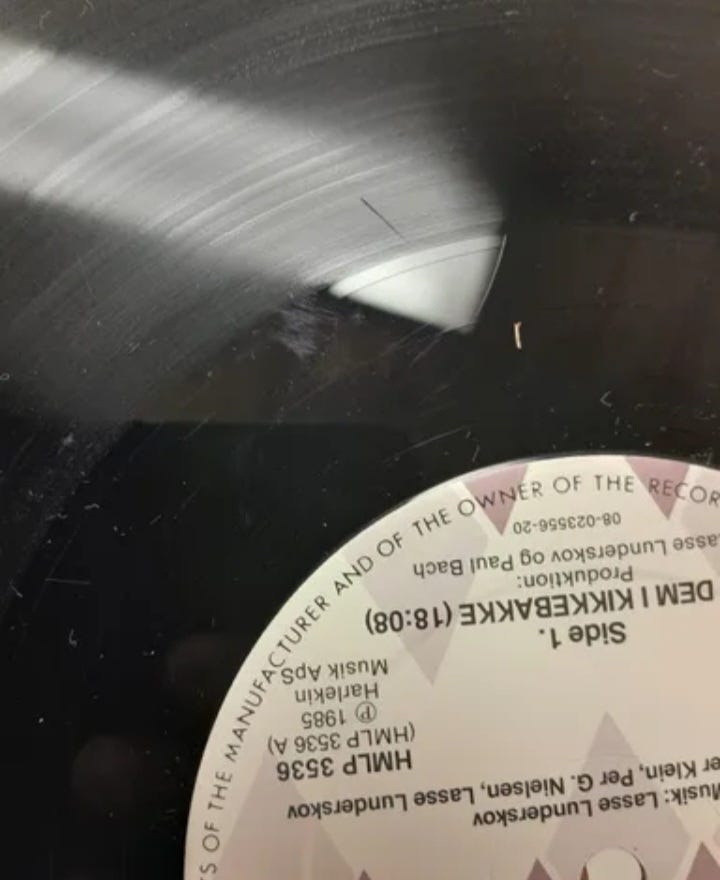 S OF THE MANUFACTURER AND OF THE OWNER OF THE RECOR
Musik: Lasse Lunderskov
er Klein, Per G. Nielsen, Lasse Lunderskov
HMLP 3536
(HMLP 3536 A)
℗ 1985
Harlekin
Musik ApS
Side 1.
DEM I KIKKEBAKKE (18:08)
Produktion:
Lasse Lunderskov og Paul Bach
08-023556-20